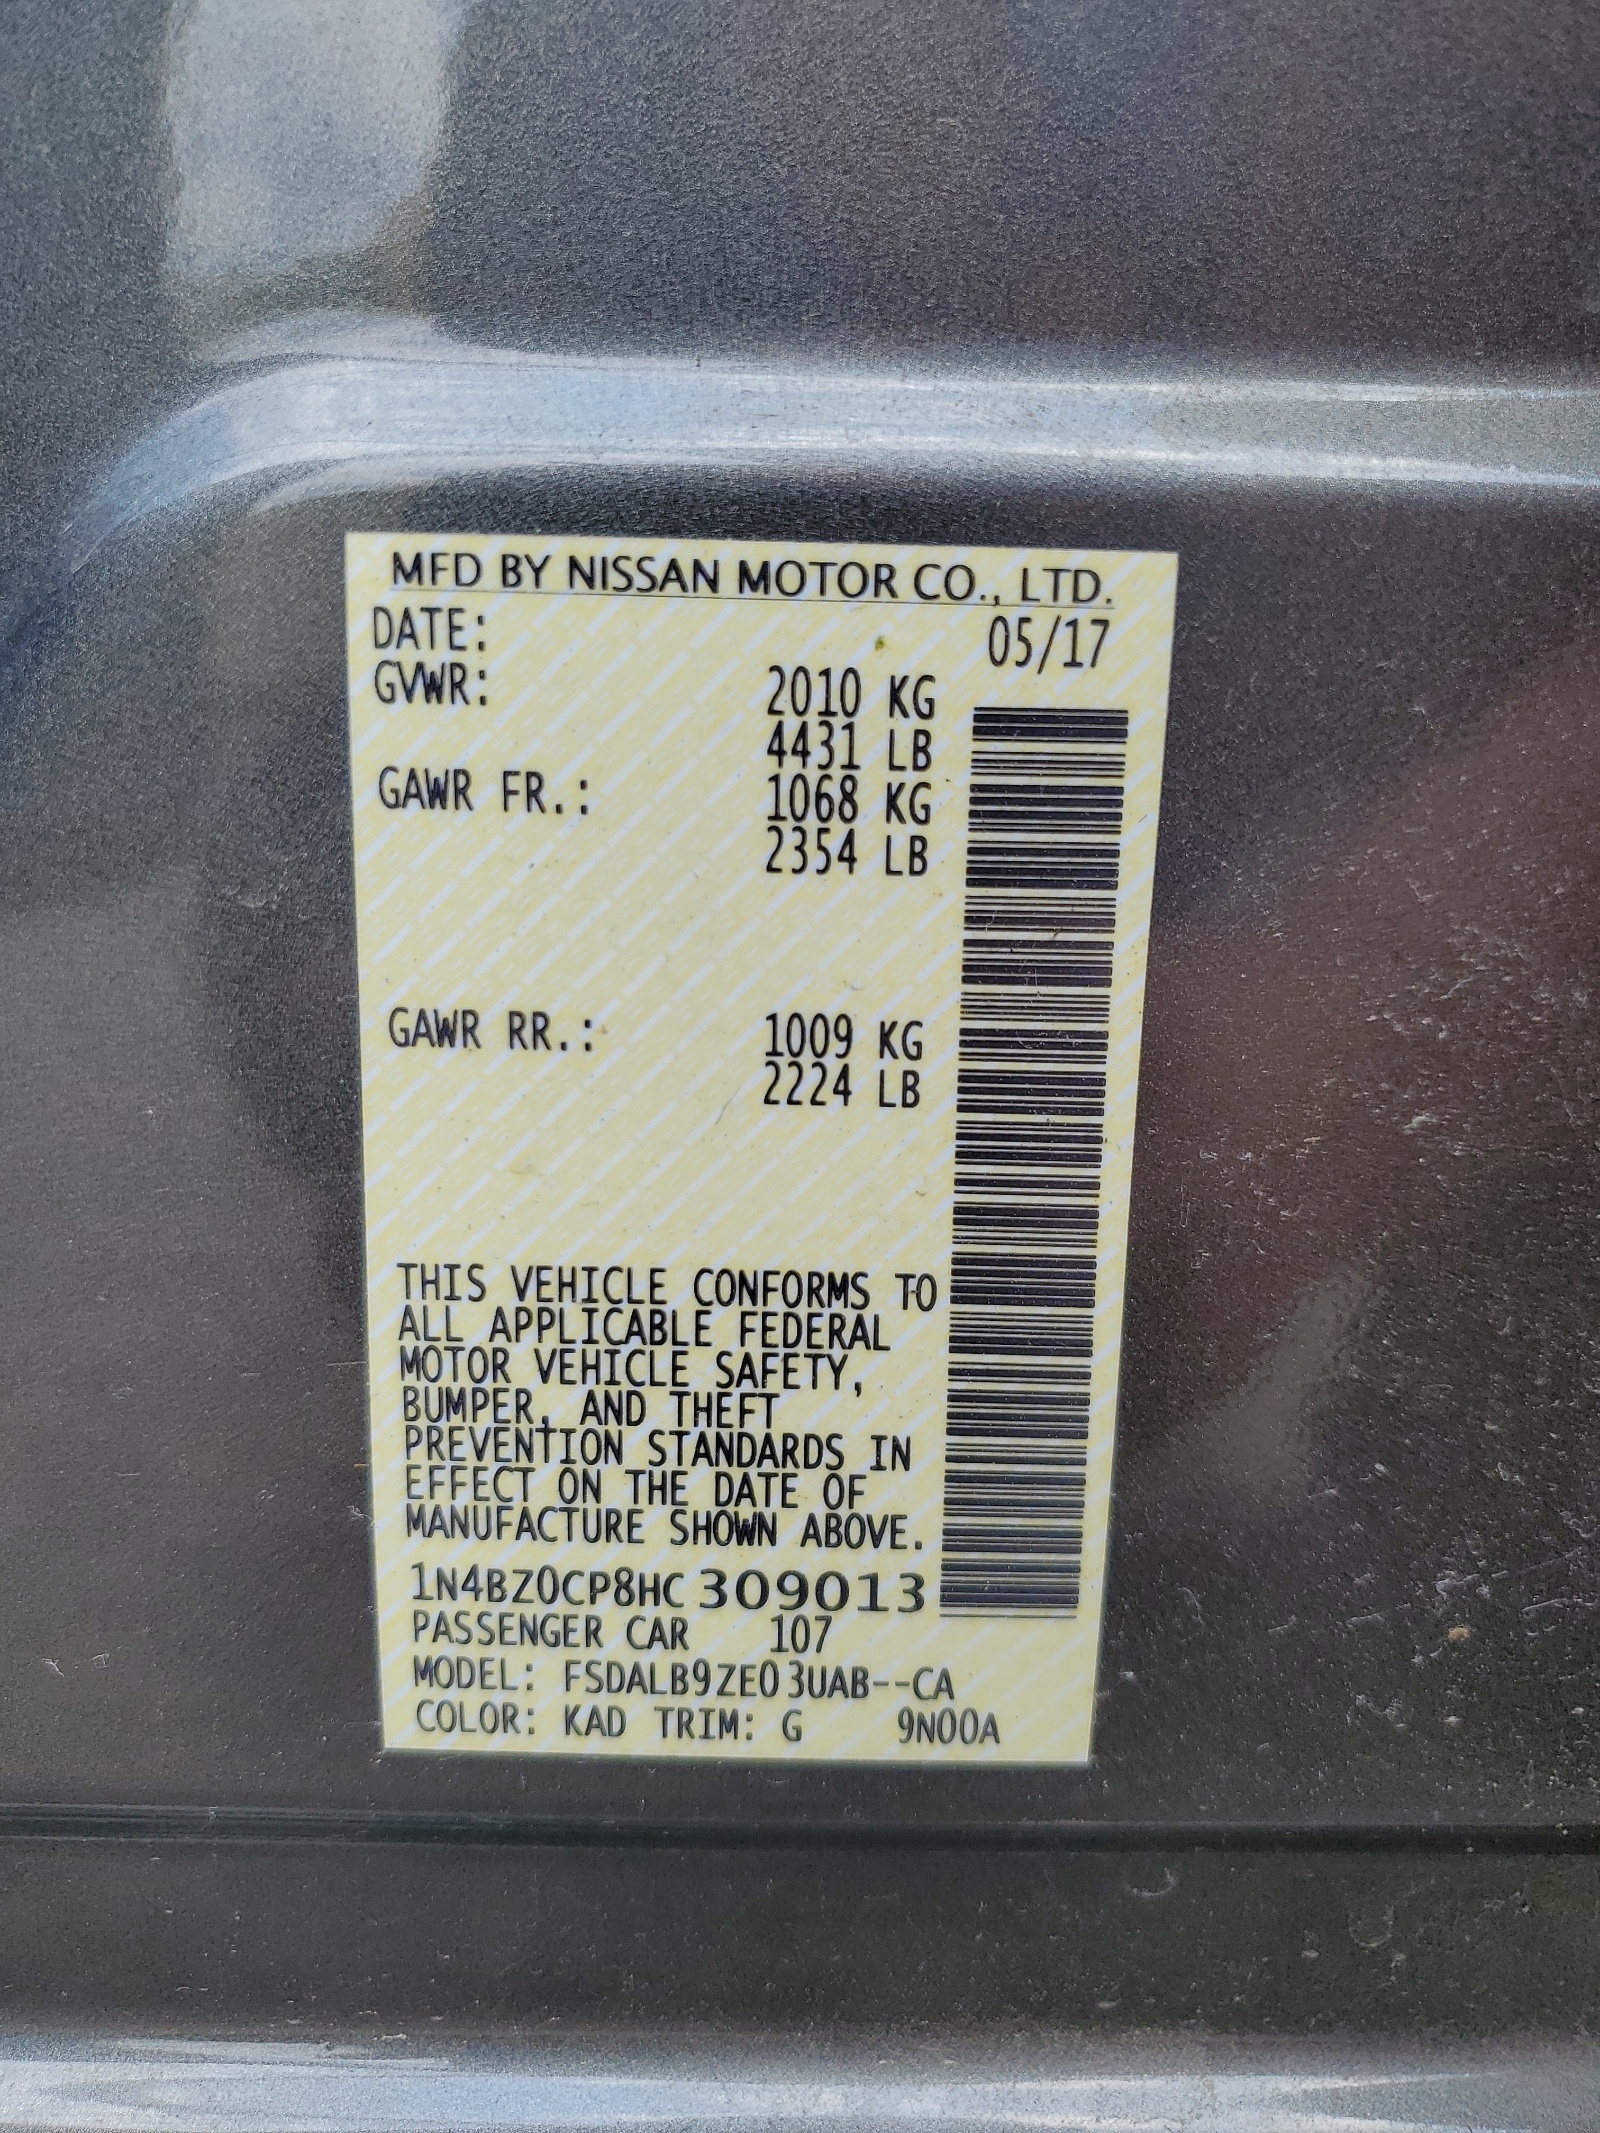 MFD BY NISSAN MOTOR CO., LTD.
DATE: 05/17
GVWR: 2010 KG
4431 LB
GAWR FR.: 1068 KG
2354 LB
GAWR RR.: 1009 KG
2224 LB
THIS VEHICLE CONFORMS TO
ALL APPLICABLE FEDERAL
MOTOR VEHICLE SAFETY,
BUMPER, AND THEFT
PREVENTION STANDARDS IN
EFFECT ON THE DATE OF
MANUFACTURE SHOWN ABOVE.
1N4BZ0CP8HC 309013
PASSENGER CAR 107
MODEL: FSDALB9ZE03UAB--CA
COLOR: KAD TRIM: G 9N00A